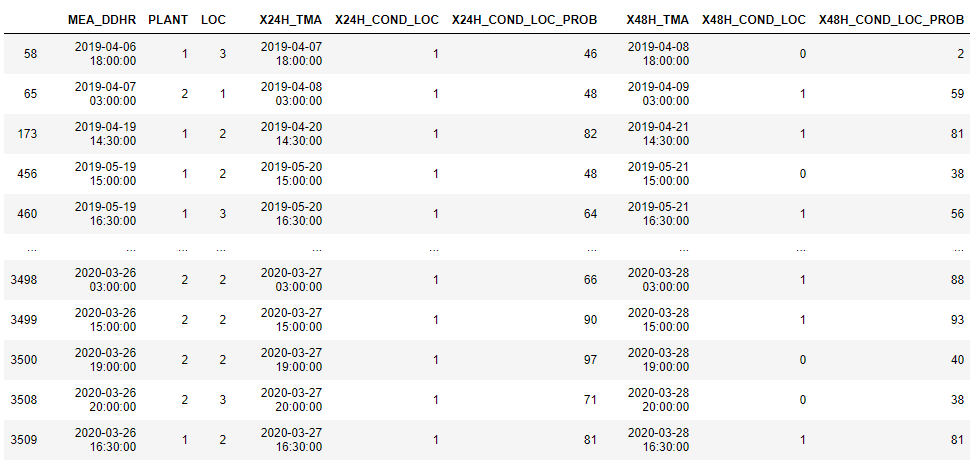 MEA_DDHR PLANT LOC X24H_TMA X24H_COND_LOC X24H_COND_LOC_PROB X48H_TMA X48H_COND_LOC X48H_COND_LOC_PROB
58 2019-04-06 18:00:00 1 3 2019-04-07 18:00:00 1 46 2019-04-08 18:00:00 0 2
65 2019-04-07 03:00:00 2 1 2019-04-08 03:00:00 1 48 2019-04-09 03:00:00 1 59
173 2019-04-19 14:30:00 1 2 2019-04-20 14:30:00 1 82 2019-04-21 14:30:00 1 81
456 2019-05-19 15:00:00 1 2 2019-05-20 15:00:00 1 48 2019-05-21 15:00:00 0 38
460 2019-05-19 16:30:00 1 3 2019-05-20 16:30:00 1 64 2019-05-21 16:30:00 1 56
... ... ... ... ... ... ... ... ... ...
3498 2020-03-26 03:00:00 2 2 2020-03-27 03:00:00 1 66 2020-03-28 03:00:00 1 88
3499 2020-03-26 15:00:00 2 2 2020-03-27 15:00:00 1 90 2020-03-28 15:00:00 1 93
3500 2020-03-26 19:00:00 2 2 2020-03-27 19:00:00 1 97 2020-03-28 19:00:00 0 40
3508 2020-03-26 20:00:00 2 3 2020-03-27 20:00:00 1 71 2020-03-28 20:00:00 0 38
3509 2020-03-26 16:30:00 1 2 2020-03-27 16:30:00 1 81 2020-03-28 16:30:00 1 81